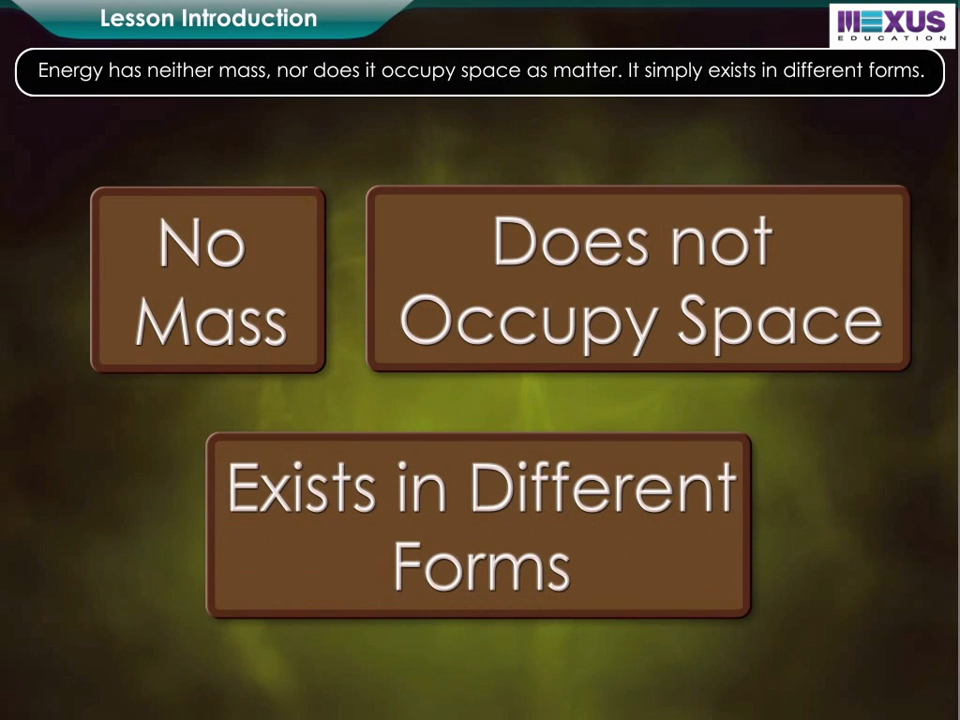 Lesson Introduction
MEXUS
EDUCATION
Energy has neither mass, nor does it occupy space as matter. It simply exists in different forms.
No
Mass
Does not
Occupy Space
Exists in Different
Forms